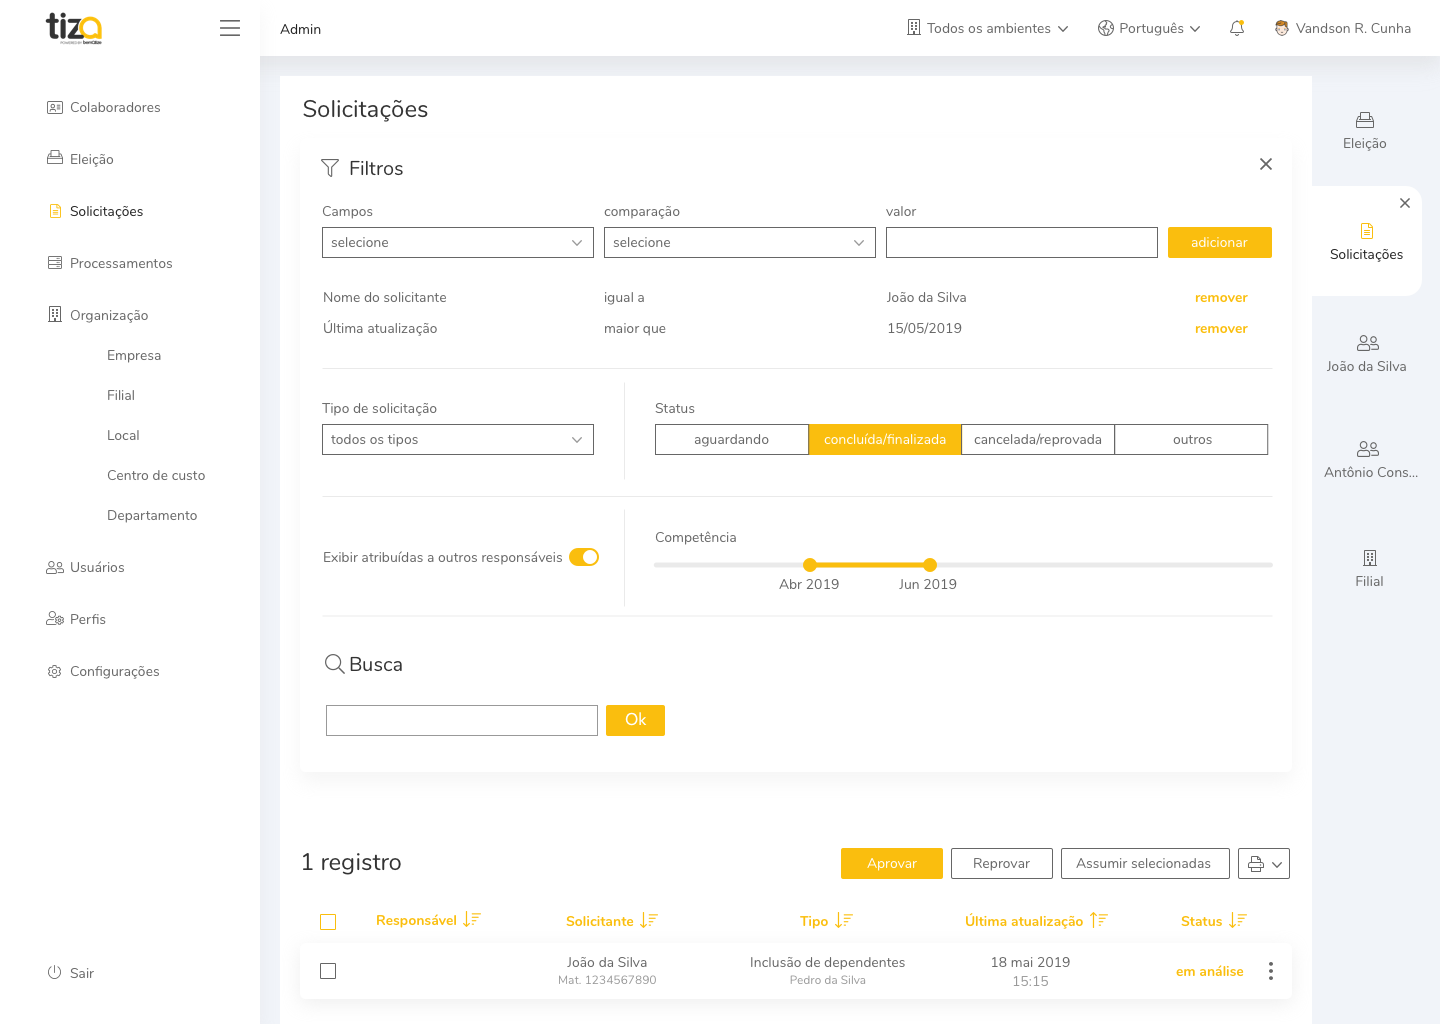 tiza
Admin
Todos os ambientes
Português
Vandson R. Cunha
Colaboradores
Eleição
Solicitações
Processamentos
Organização
Empresa
Filial
Local
Centro de custo
Departamento
Usuários
Perfis
Configurações
Sair
Solicitações
Filtros
Campos
comparação
valor
selecione
selecione
adicionar
Nome do solicitante
igual a
João da Silva
remover
Última atualização
maior que
15/05/2019
remover
Tipo de solicitação
todos os tipos
Status
aguardando
concluída/finalizada
cancelada/reprovada
outros
Exibir atribuídas a outros responsáveis
Competência
Abr 2019
Jun 2019
Busca
Ok
1 registro
Aprovar
Reprovar
Assumir selecionadas
Responsável
Solicitante
Tipo
Última atualização
Status
João da Silva
Mat. 1234567890
Inclusão de dependentes
Pedro da Silva
18 mai 2019
15:15
em análise
Eleição
Solicitações
João da Silva
Antônio Cons...
Filial